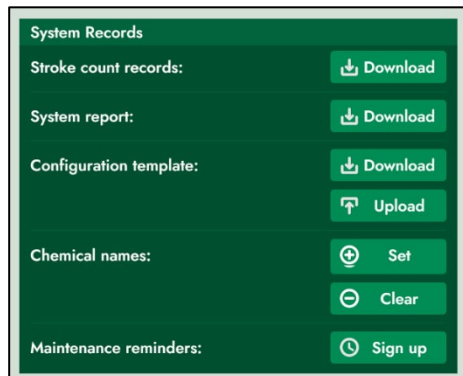 System Records
Stroke count records: Download
System report: Download
Configuration template: Download
Upload
Chemical names: Set
Clear
Maintenance reminders: Sign up